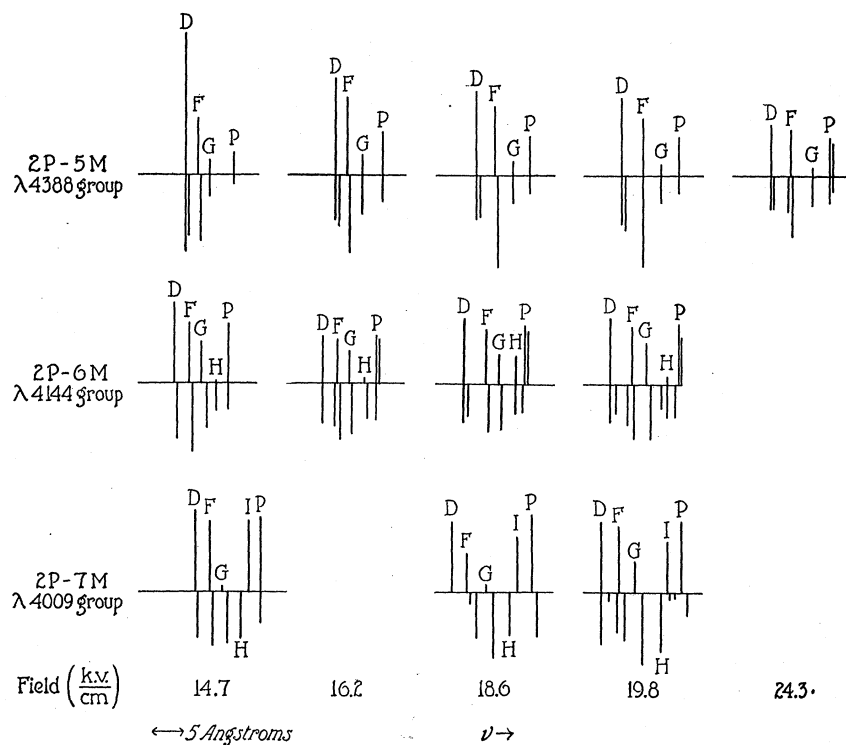 D F G P
D F G P
D F G P
D F G P
D F G P
2P-5M
λ4388 group
D F G H P
D F G H P
D F G H P
D F G H P
2P-6M
λ4144 group
D F G H I P
D F G H I P
D F G H I P
2P-7M
λ4009 group
Field (k.v./cm) 14.7 16.2 18.6 19.8 24.3.
←→5 Angstroms ν→